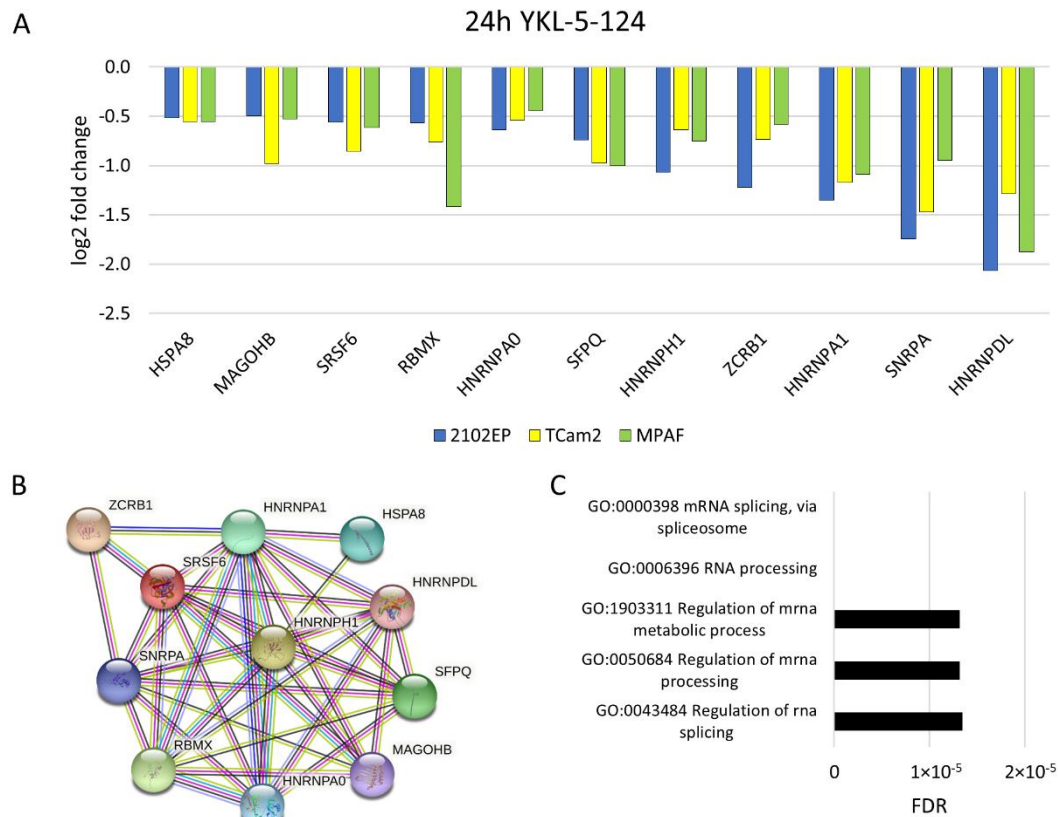 A
24h YKL-5-124
0.0
-0.5
-1.0
-1.5
-2.0
-2.5
log2 fold change
HSPA8
MAGOHB
SRSF6
RBMX
HNRNPA0
SFPQ
HNRNPH1
ZCRB1
HNRNPA1
SNRPA
HNRNPDL
2102EP
TCam2
MPAF
B
ZCRB1
HNRNPA1
HSPA8
SRSF6
HNRNPDL
HNRNPH1
SNRPA
SFPQ
RBMX
MAGOHB
HNRNPA0
C
GO:0000398 mRNA splicing, via
spliceosome
GO:0006396 RNA processing
GO:1903311 Regulation of mrna
metabolic process
GO:0050684 Regulation of mrna
processing
GO:0043484 Regulation of rna
splicing
0
1*10⁻⁵
2*10⁻⁵
FDR